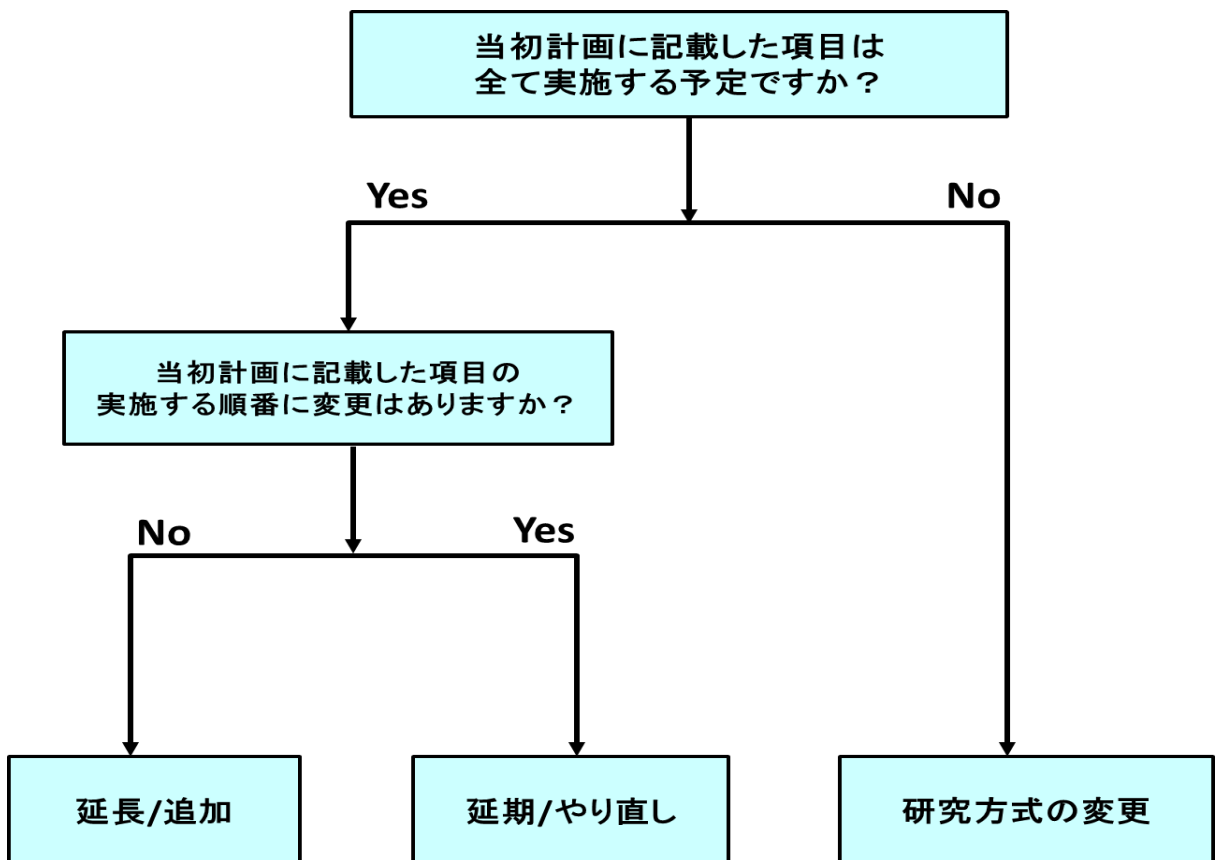 当初計画に記載した項目は
全て実施する予定ですか？
Yes
No
当初計画に記載した項目の
実施する順番に変更はありますか？
No
Yes
延長/追加
延期/やり直し
研究方式の変更